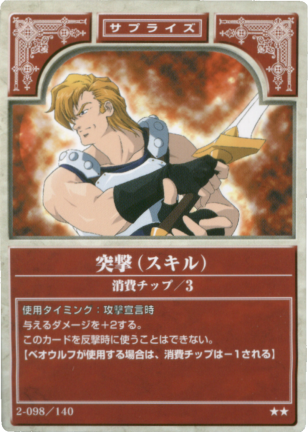 サプライズ
突撃(スキル)
消費チップ/3
使用タイミング:攻撃宣言時
与えるダメージを+2する。
このカードを反撃時に使うことはできない。
【ベオウルフが使用する場合は、消費チップは-1される】
2-098/140 ★★